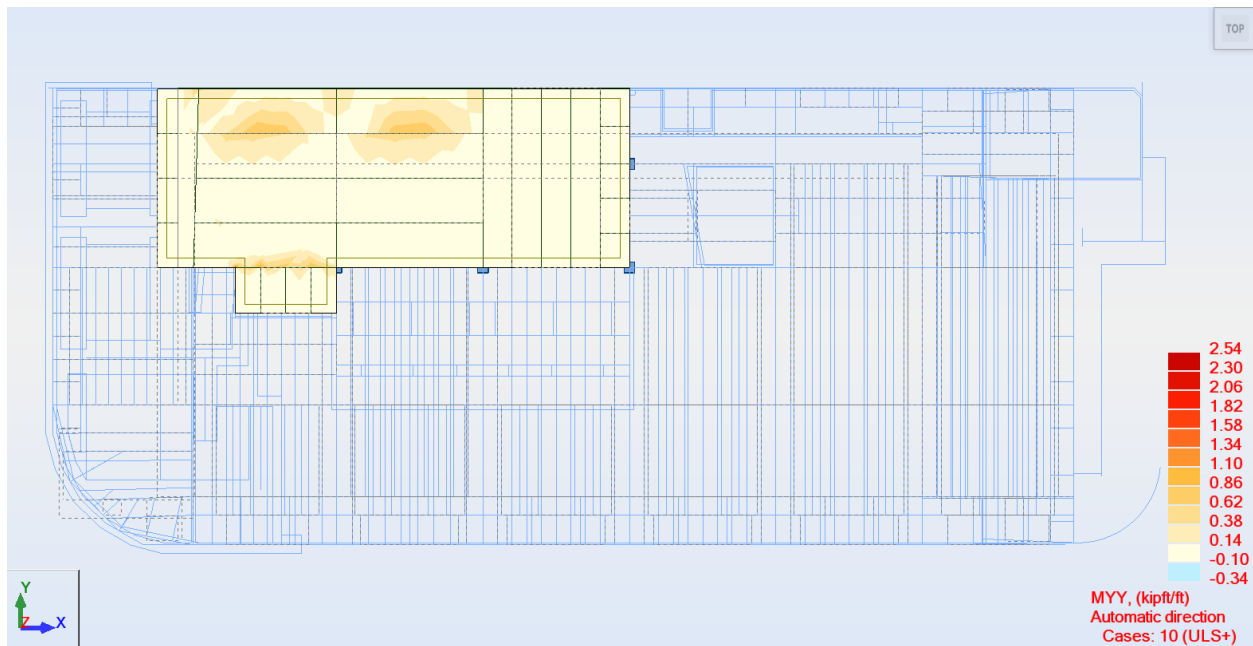 TOP
2.54
2.30
2.06
1.82
1.58
1.34
1.10
0.86
0.62
0.38
0.14
-0.10
-0.34
MYY, (kipft/ft)
Automatic direction
Cases: 10 (ULS+)
Y
Z
X